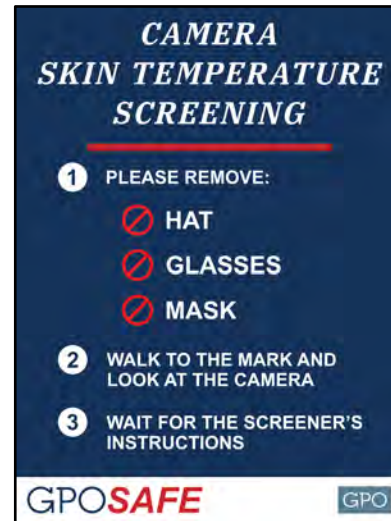 CAMERA
SKIN TEMPERATURE
SCREENING
1 PLEASE REMOVE:
HAT
GLASSES
MASK
2 WALK TO THE MARK AND
LOOK AT THE CAMERA
3 WAIT FOR THE SCREENER'S
INSTRUCTIONS
GPOSAFE GPO